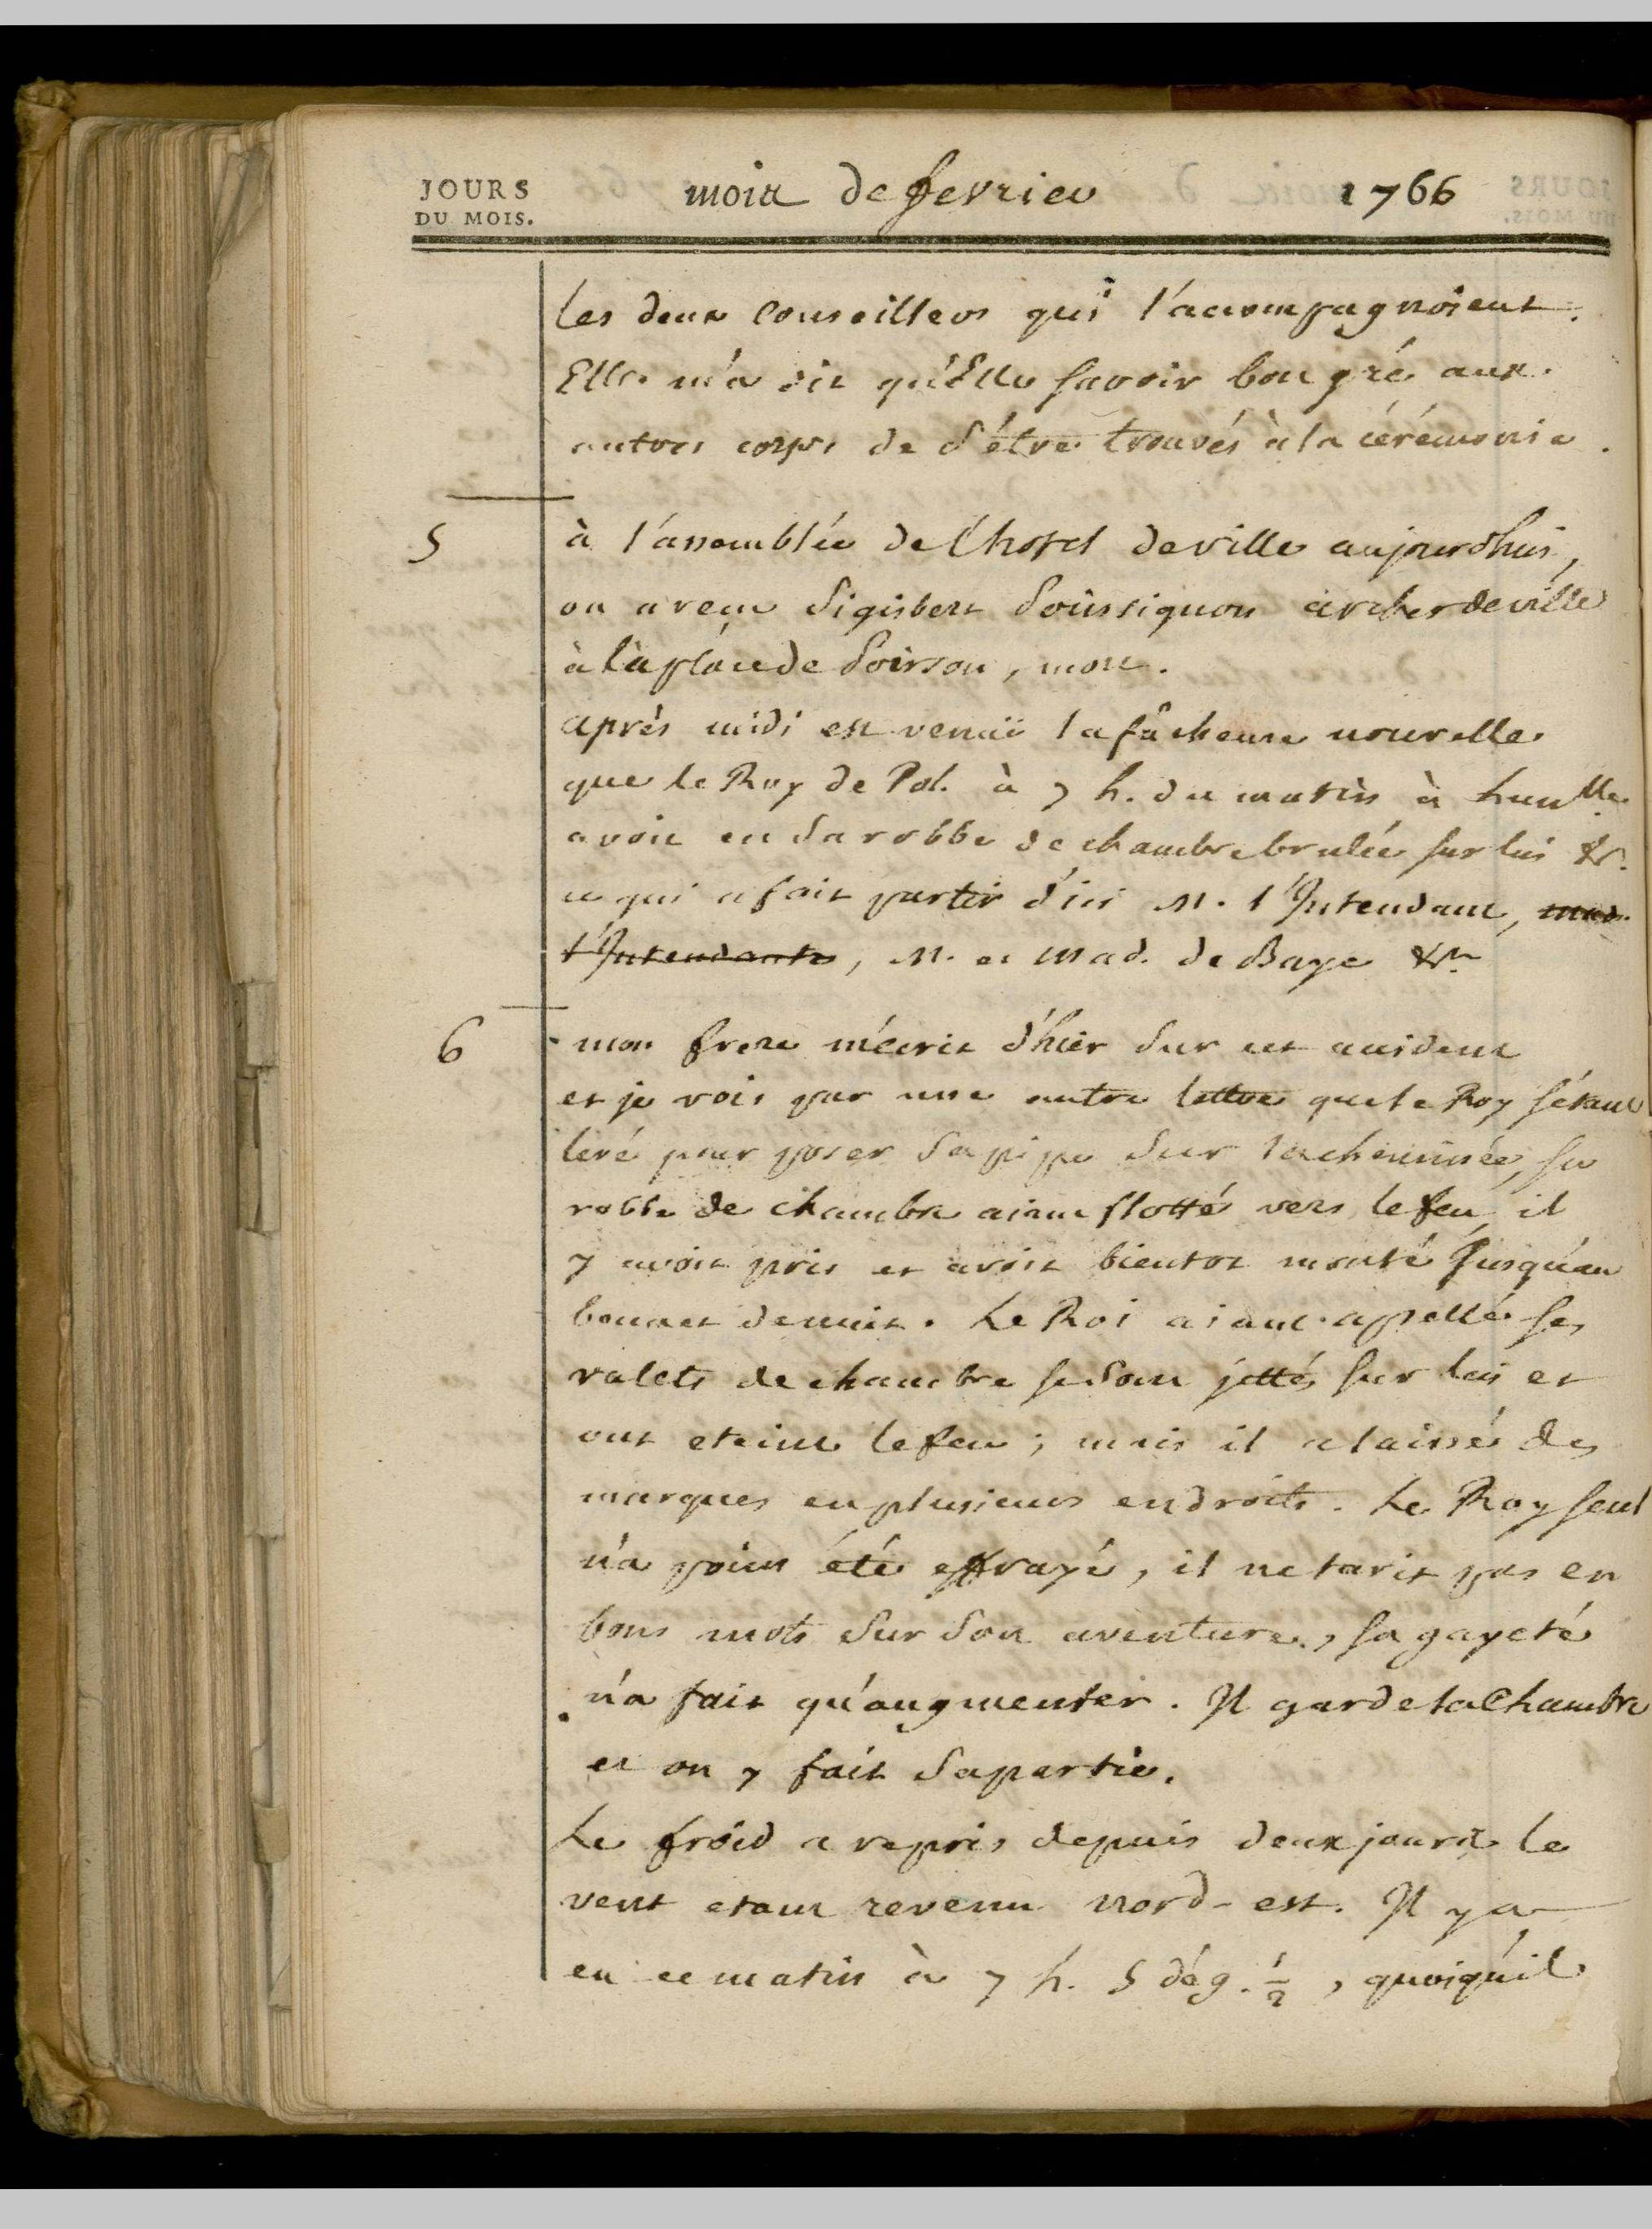 JOURS
DU MOIS.
mois de fevrier 1766
les deux Conseillers qui l'acompagnoient.
Elle m'a dit qu'Elle savoit bon gré aux
autres corps de s'étre trouvés à la cérémonie.
5
à l'assemblée de l'hotel de ville aujourdhui,
on a reçu Sigisbert Soussignon archer de ville
à la place de Poirson, mort.
après midi est venüe la fâcheuse nouvelle
que le Roy de Pol. à 7 h. du matin à Lunlle.
avoit eu sa robbe de chambre brulée sur lui &c.
ce qui a fait partir d'ici M. l'Intendant, mad.
l'Intendante, M. et Mad. de Baye &c.
6
mon frere m'écrit d'hier sur cet accident
et je vois par une autre lettre que le Roy s'étant
levé pour poser sa pipe sur la cheminée, sa
robbe de chambre aiant flotté vers le feu, il
y avoit pris et avoit bientot monté jusqu'au
bonnet de nuit. Le Roi aiant appellé ses
valets de chambre se sont jettés sur lui et
ont eteint le feu; mais il a laissé des
marques en plusieurs endroits. Le Roy seul
n'a point été effrayé, il ne tarit pas en
bons mots sur son aventure, sa gayeté
n'a fait qu'augmenter. Il garde la Chambre
et on y fait sa partie.
Le froid a repris depuis deux jours, le
vent etant revenu nord-est. Il y a
eu ce matin à 7 h. 5 dég. 1/2, quoiqu'il